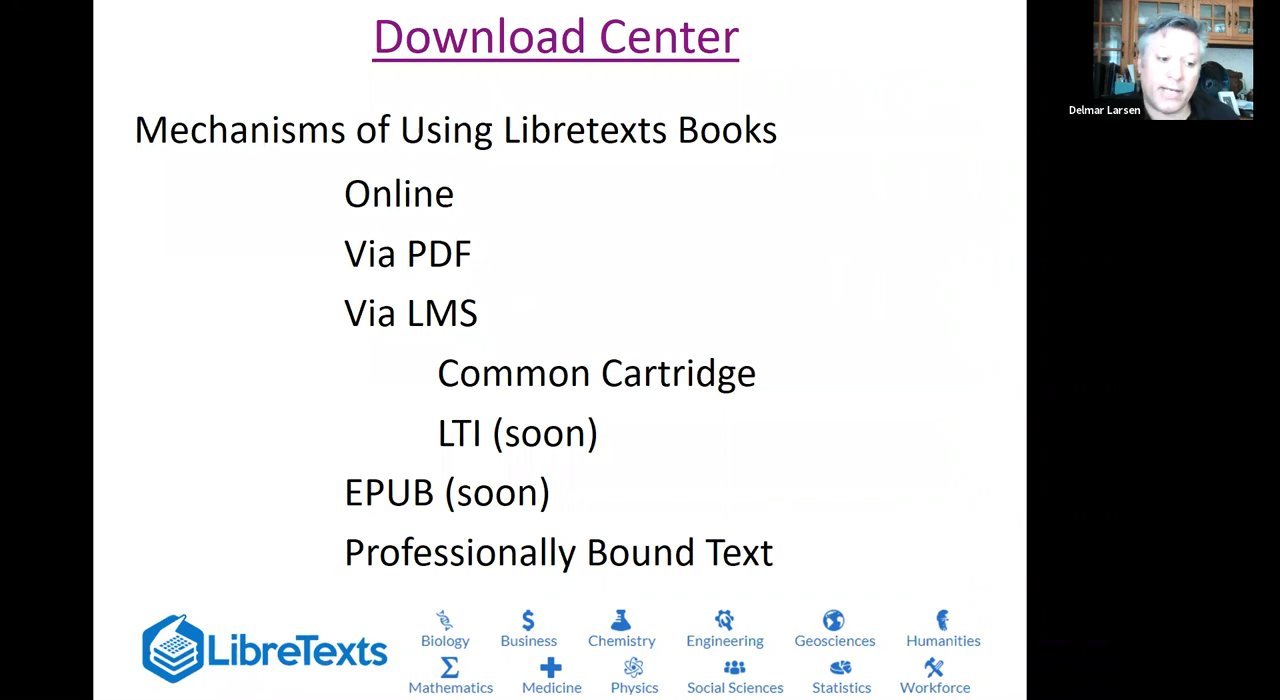 Download Center
Delmar Larsen
Mechanisms of Using Libretexts Books
Online
Via PDF
Via LMS
Common Cartridge
LTI (soon)
EPUB (soon)
Professionally Bound Text
LibreTexts
Biology Business Chemistry Engineering Geosciences Humanities
Mathematics Medicine Physics Social Sciences Statistics Workforce